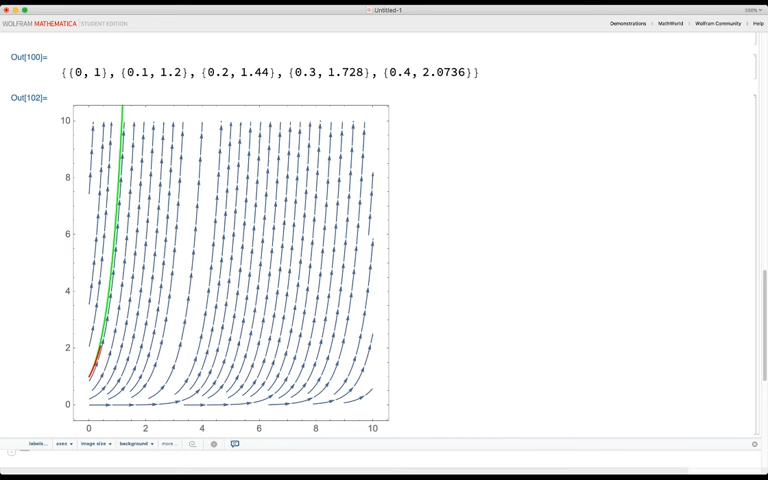 Untitled-1
WOLFRAM MATHEMATICA | STUDENT EDITION
Demonstrations | MathWorld | Wolfram Community | Help
Out[100]=
{{0, 1}, {0.1, 1.2}, {0.2, 1.44}, {0.3, 1.728}, {0.4, 2.0736}}
Out[102]=
10
8
6
4
2
0
0 2 4 6 8 10
labels... axes image size background more...